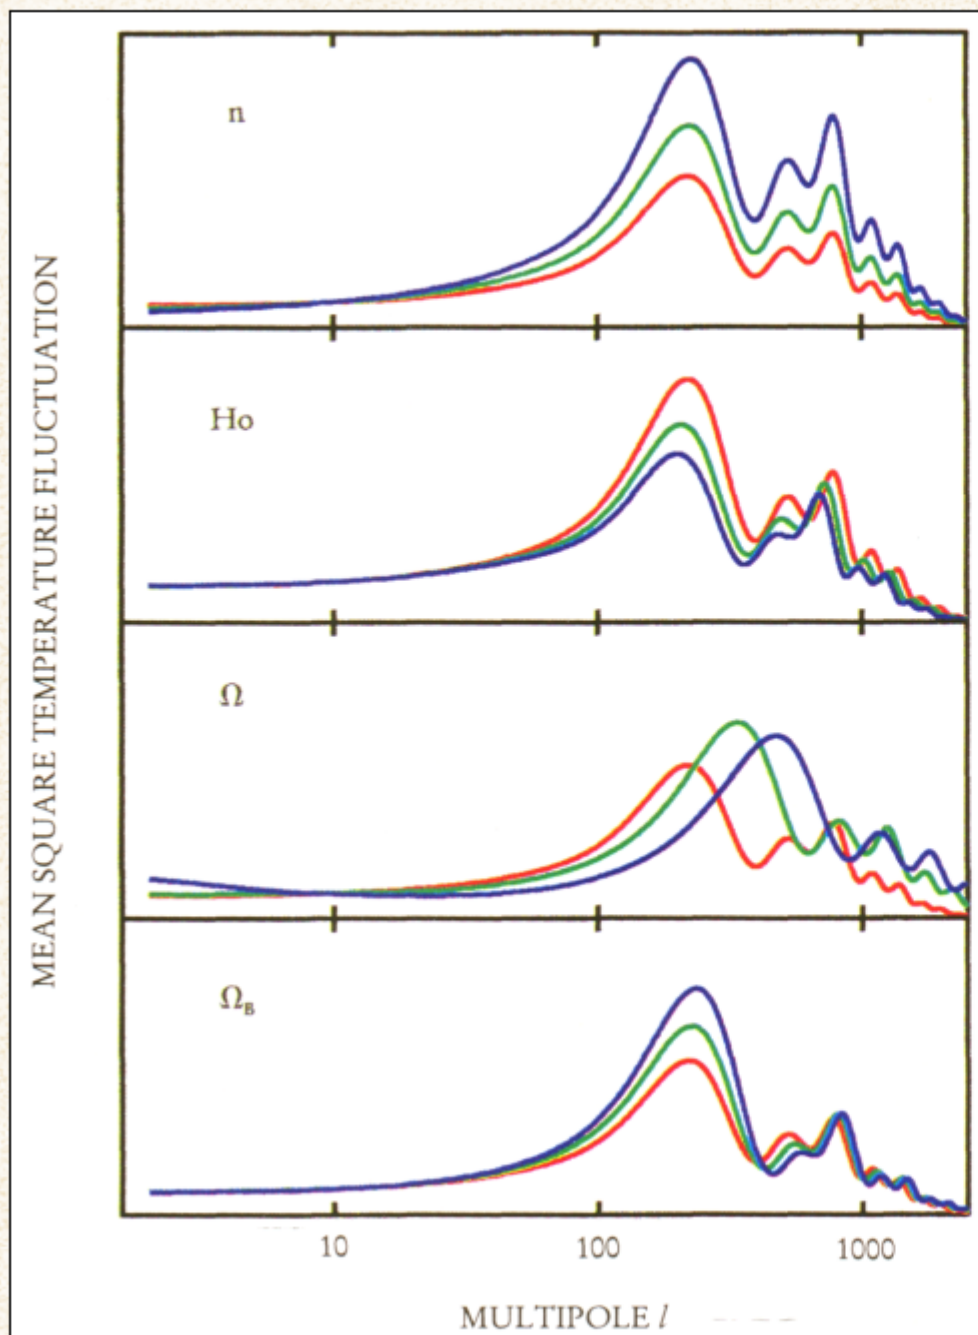 MEAN SQUARE TEMPERATURE FLUCTUATION
n
Ho
Ω
Ω_B
10 100 1000
MULTIPOLE l